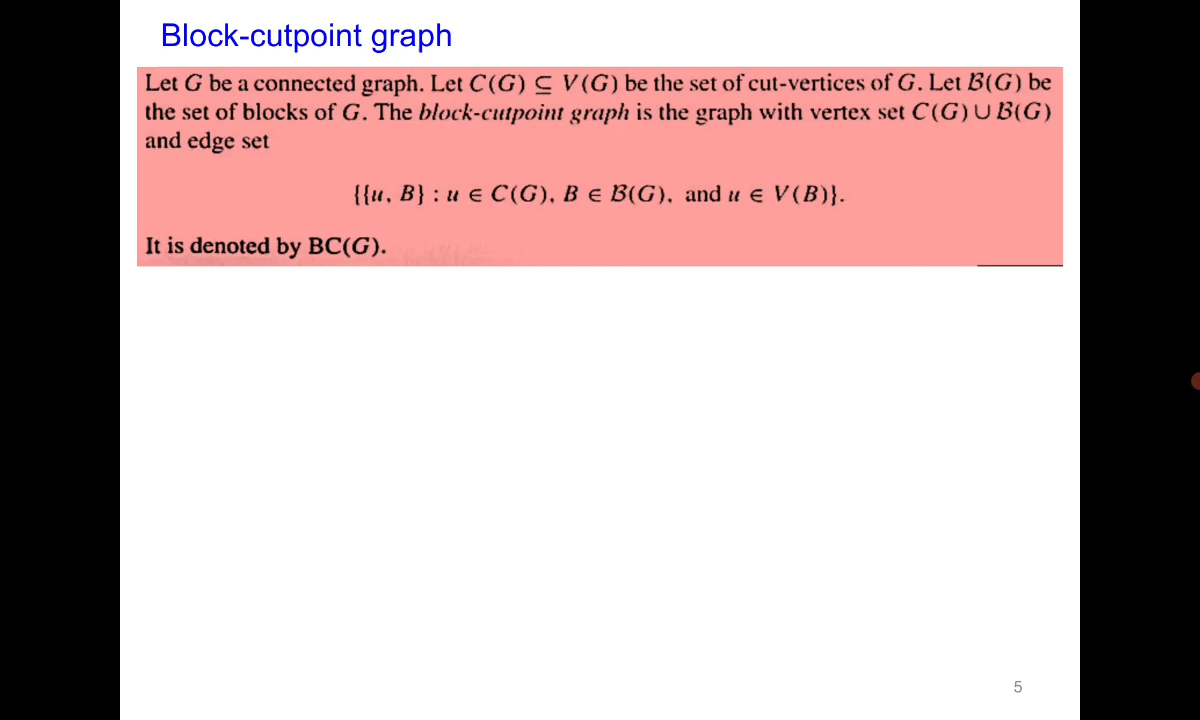 Block-cutpoint graph
Let G be a connected graph. Let C(G) ⊆ V(G) be the set of cut-vertices of G. Let ℬ(G) be
the set of blocks of G. The block-cutpoint graph is the graph with vertex set C(G) ∪ ℬ(G)
and edge set
{{u, B} : u ∈ C(G), B ∈ ℬ(G), and u ∈ V(B)}.
It is denoted by BC(G).
5